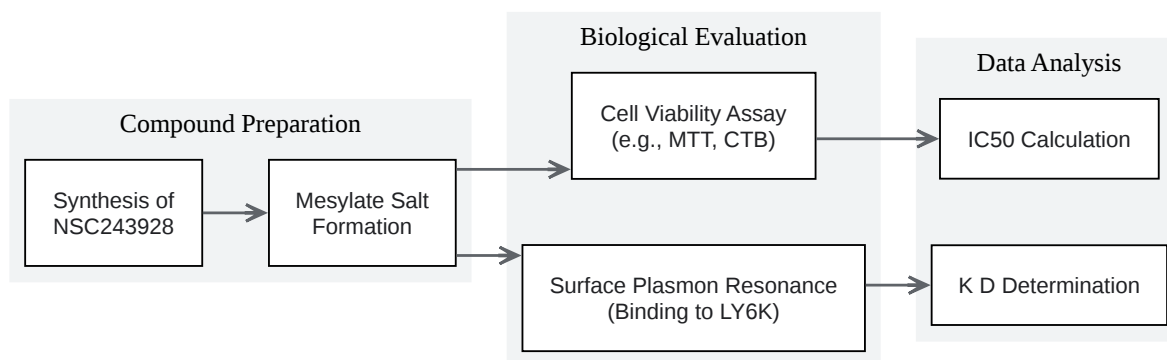 Compound Preparation
Synthesis of
NSC243928
Mesylate Salt
Formation
Biological Evaluation
Cell Viability Assay
(e.g., MTT, CTB)
Surface Plasmon Resonance
(Binding to LY6K)
Data Analysis
IC50 Calculation
K D Determination